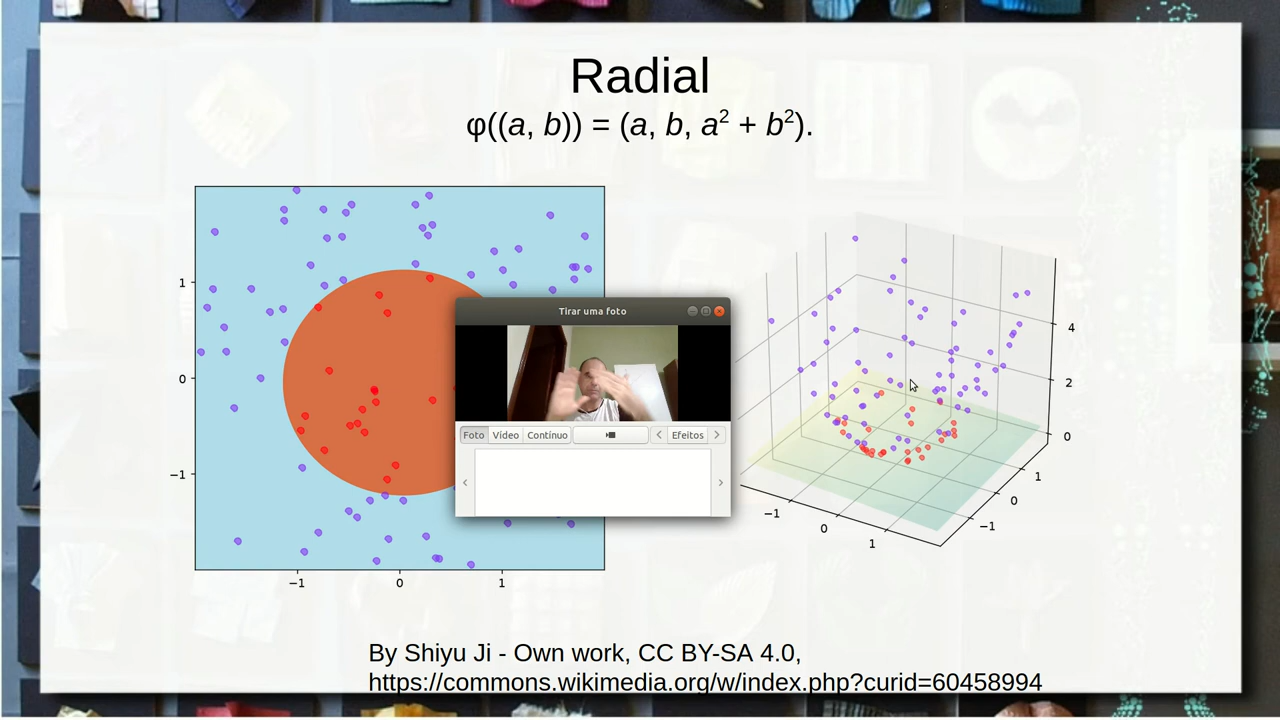 Radial
φ((a, b)) = (a, b, a² + b²).
1
0
−1
−1
0
1
Tirar uma foto
Foto Vídeo Contínuo Efeitos
4
2
0
1
0
−1
−1
0
1
By Shiyu Ji - Own work, CC BY-SA 4.0,
https://commons.wikimedia.org/w/index.php?curid=60458994